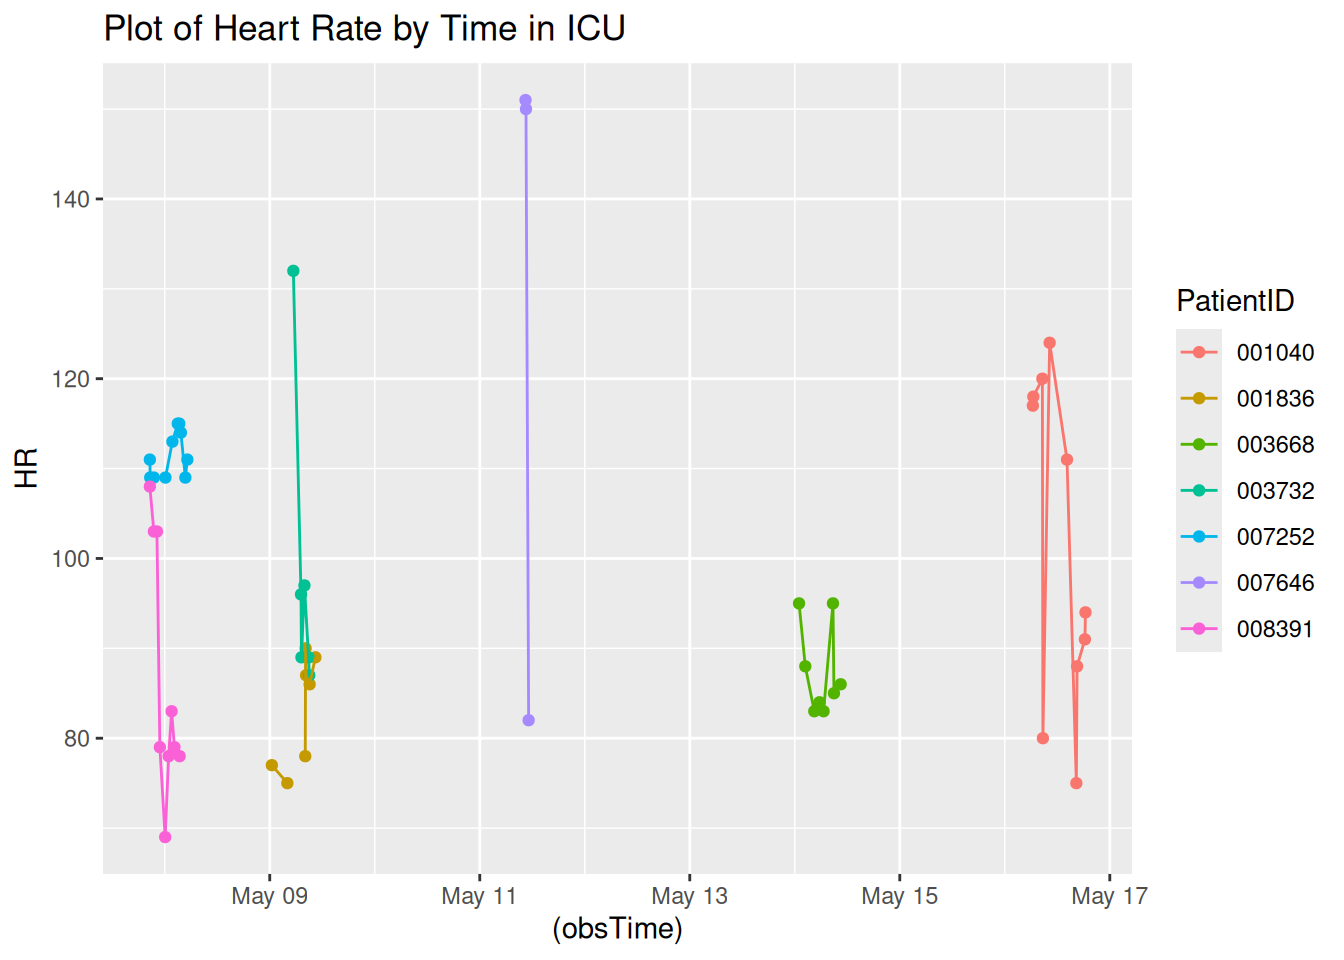 Plot of Heart Rate by Time in ICU
HR
140
120
100
80
May 09
May 11
May 13
May 15
May 17
(obsTime)
PatientID
001040
001836
003668
003732
007252
007646
008391